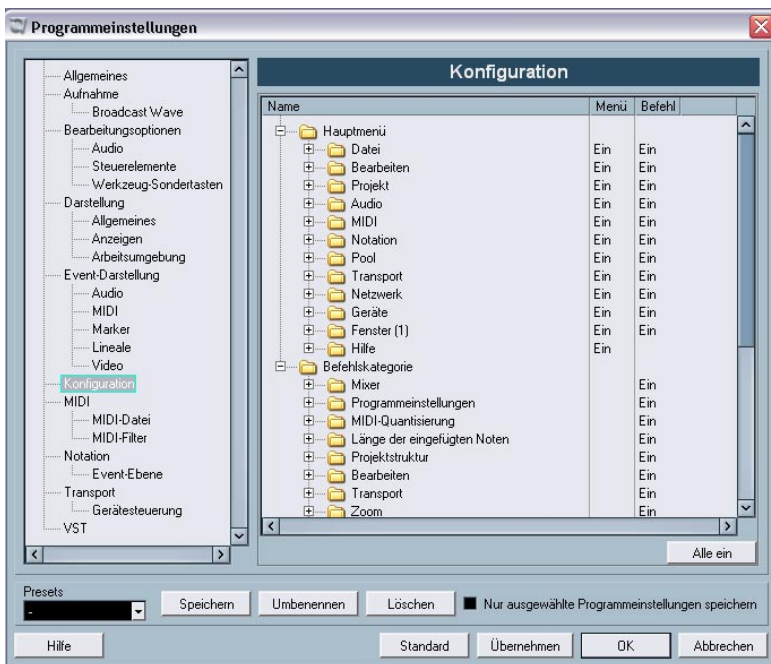 Programmeinstellungen
Allgemeines
Aufnahme
Broadcast Wave
Bearbeitungsoptionen
Audio
Steuerelemente
Werkzeug-Sondertasten
Darstellung
Allgemeines
Anzeigen
Arbeitsumgebung
Event-Darstellung
Audio
MIDI
Marker
Lineale
Video
Konfiguration
MIDI
MIDI-Datei
MIDI-Filter
Notation
Event-Ebene
Transport
Gerätesteuerung
VST
Konfiguration
Name Menü Befehl
Hauptmenü
Datei Ein Ein
Bearbeiten Ein Ein
Projekt Ein Ein
Audio Ein Ein
MIDI Ein Ein
Notation Ein Ein
Pool Ein Ein
Transport Ein Ein
Netzwerk Ein Ein
Geräte Ein Ein
Fenster (1) Ein Ein
Hilfe Ein
Befehlskategorie
Mixer Ein
Programmeinstellungen Ein
MIDI-Quantisierung Ein
Länge der eingefügten Noten Ein
Projektstruktur Ein
Bearbeiten Ein
Transport Ein
Zoom Ein
Alle ein
Presets
-
Speichern Umbenennen Löschen Nur ausgewählte Programmeinstellungen speichern
Hilfe Standard Übernehmen OK Abbrechen